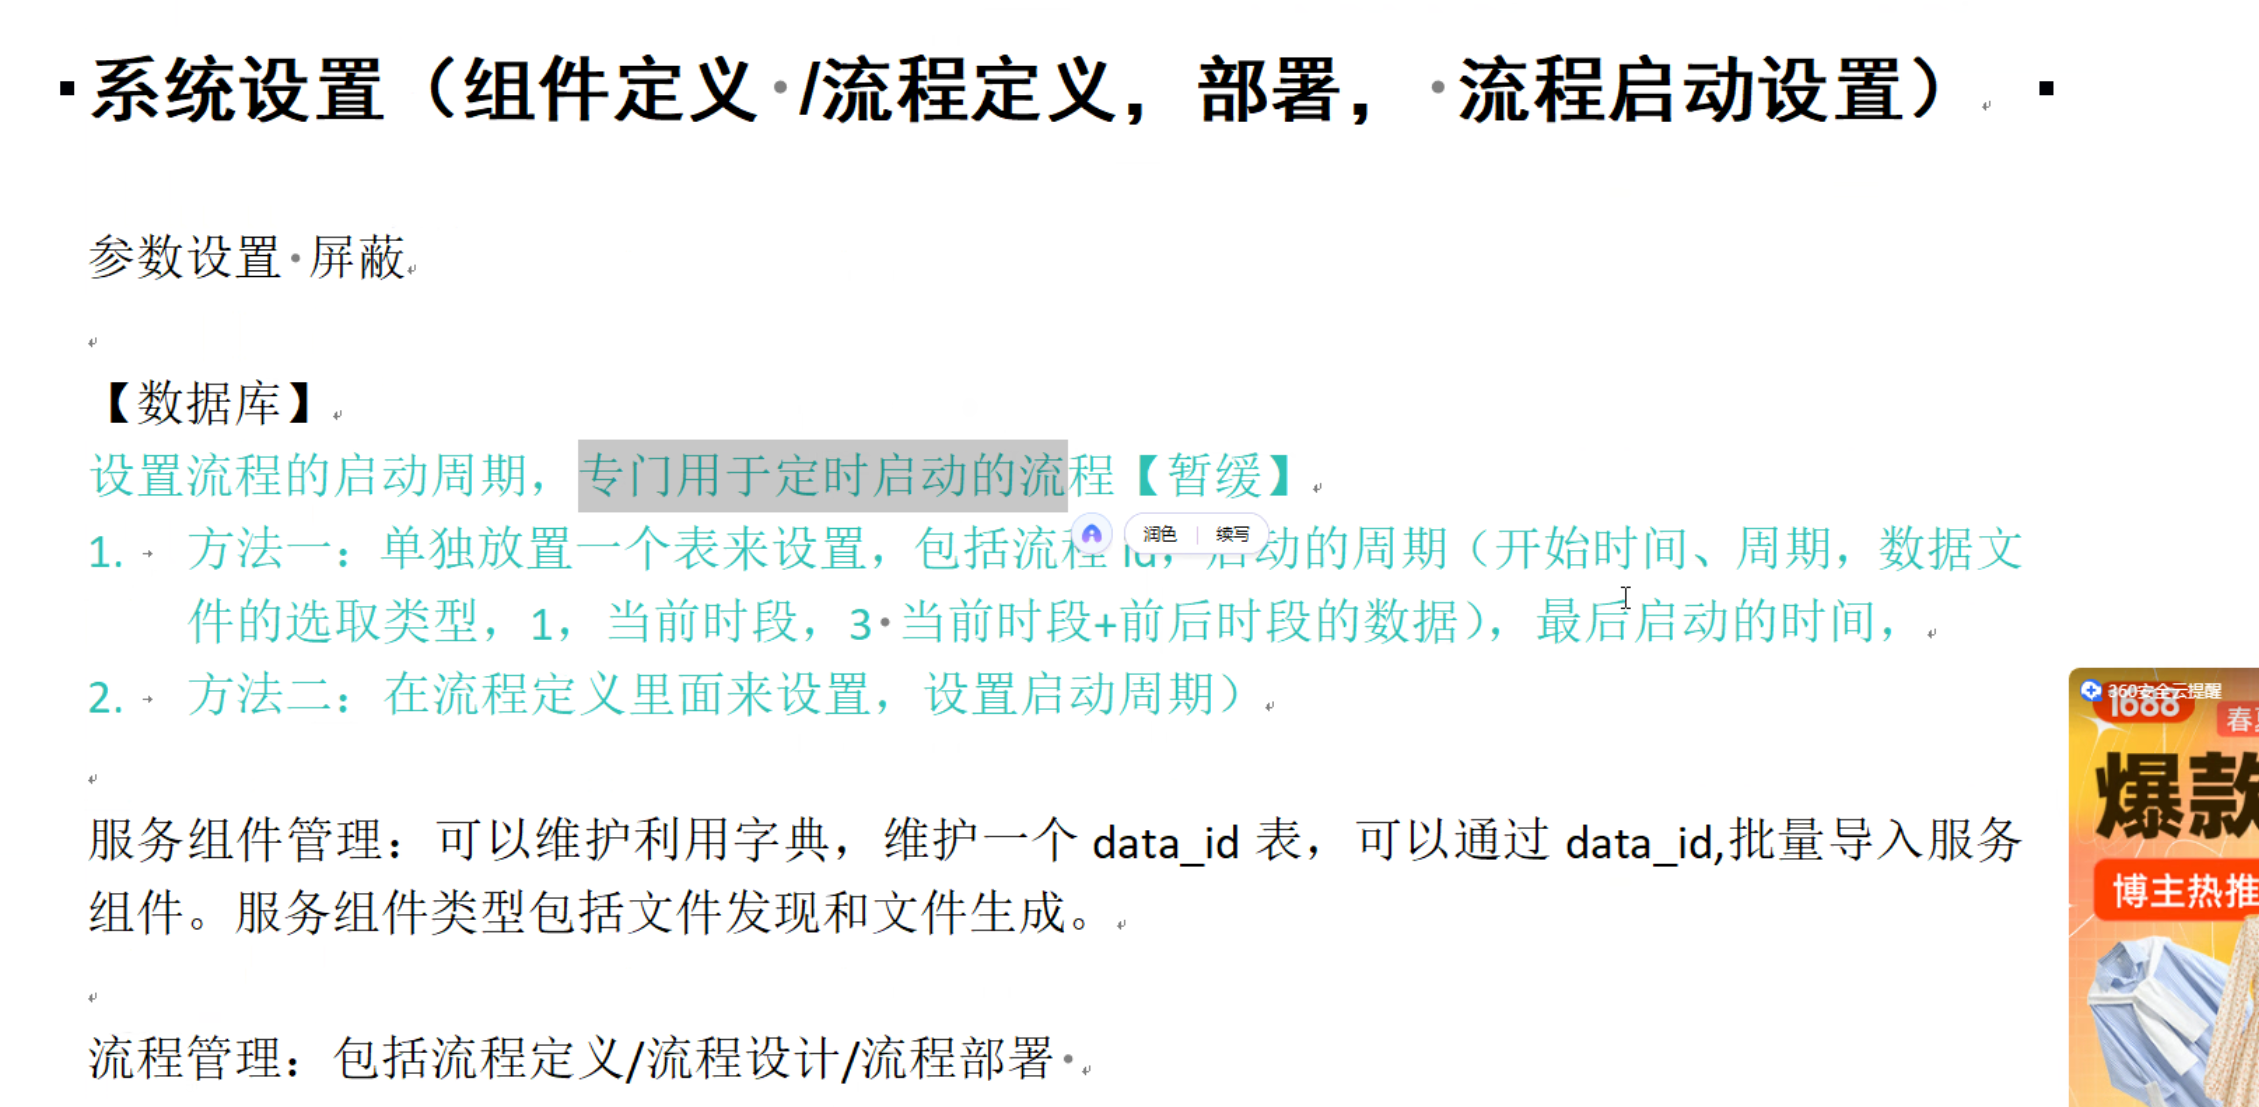 系统设置（组件定义 /流程定义，部署， 流程启动设置）
参数设置 屏蔽
【数据库】
设置流程的启动周期，专门用于定时启动的流程【暂缓】
润色 续写
1. 方法一：单独放置一个表来设置，包括流程 id，启动的周期（开始时间、周期，数据文
件的选取类型，1，当前时段，3 当前时段+前后时段的数据），最后启动的时间，
2. 方法二：在流程定义里面来设置，设置启动周期）
服务组件管理：可以维护利用字典，维护一个 data_id 表，可以通过 data_id,批量导入服务
组件。服务组件类型包括文件发现和文件生成。
流程管理：包括流程定义/流程设计/流程部署
360安全云提醒
1688
春
爆款
博主热推